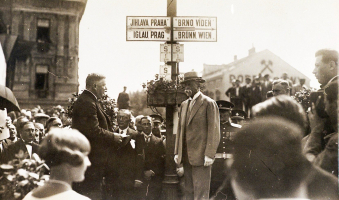 JIHLAVA PRAHA
BRNO VÍDEŇ
IGLAU PRAG
BRÜNN WIEN